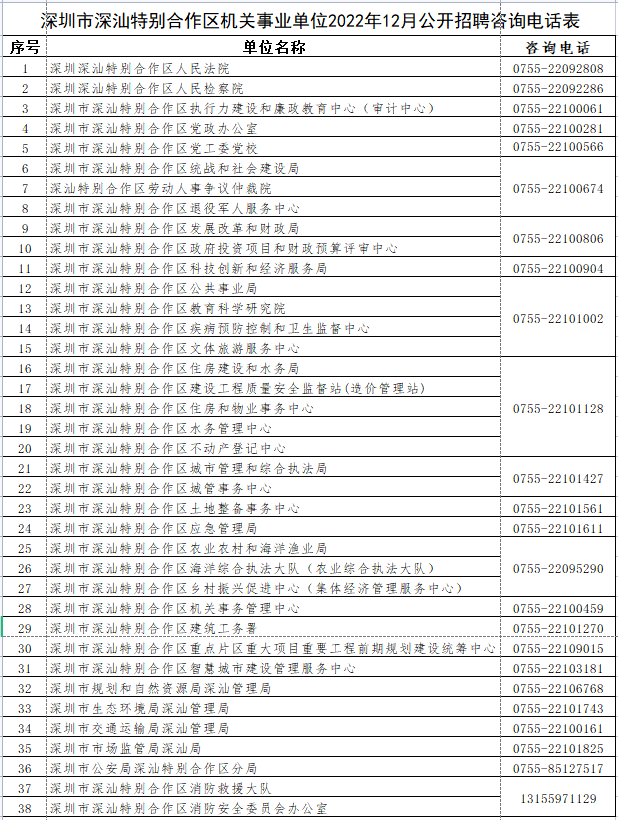 深圳市深汕特别合作区机关事业单位2022年12月公开招聘咨询电话表
序号 单位名称 咨询电话
1 深圳深汕特别合作区人民法院 0755-22092808
2 深圳深汕特别合作区人民检察院 0755-22092286
3 深圳市深汕特别合作区执行力建设和廉政教育中心（审计中心） 0755-22100061
4 深圳市深汕特别合作区党政办公室 0755-22100281
5 深圳市深汕特别合作区党工委党校 0755-22100566
6 深圳市深汕特别合作区统战和社会建设局
7 深汕特别合作区劳动人事争议仲裁院 0755-22100674
8 深圳市深汕特别合作区退役军人服务中心
9 深圳市深汕特别合作区发展改革和财政局 0755-22100806
10 深圳市深汕特别合作区政府投资项目和财政预算评审中心
11 深圳市深汕特别合作区科技创新和经济服务局 0755-22100904
12 深圳市深汕特别合作区公共事业局
13 深圳市深汕特别合作区教育科学研究院 0755-22101002
14 深圳市深汕特别合作区疾病预防控制和卫生监督中心
15 深圳市深汕特别合作区文体旅游服务中心
16 深圳市深汕特别合作区住房建设和水务局
17 深圳市深汕特别合作区建设工程质量安全监督站(造价管理站)
18 深圳市深汕特别合作区住房和物业事务中心 0755-22101128
19 深圳市深汕特别合作区水务管理中心
20 深圳市深汕特别合作区不动产登记中心
21 深圳市深汕特别合作区城市管理和综合执法局 0755-22101427
22 深圳市深汕特别合作区城管事务中心
23 深圳市深汕特别合作区土地整备事务中心 0755-22101561
24 深圳市深汕特别合作区应急管理局 0755-22101611
25 深圳市深汕特别合作区农业农村和海洋渔业局
26 深圳市深汕特别合作区海洋综合执法大队（农业综合执法大队） 0755-22095290
27 深圳市深汕特别合作区乡村振兴促进中心（集体经济管理服务中心）
28 深圳市深汕特别合作区机关事务管理中心 0755-22100459
29 深圳市深汕特别合作区建筑工务署 0755-22101270
30 深圳市深汕特别合作区重点片区重大项目重要工程前期规划建设统筹中心 0755-22109015
31 深圳市深汕特别合作区智慧城市建设管理服务中心 0755-22103181
32 深圳市规划和自然资源局深汕管理局 0755-22106768
33 深圳市生态环境局深汕管理局 0755-22101743
34 深圳市交通运输局深汕管理局 0755-22100161
35 深圳市市场监管局深汕局 0755-22101825
36 深圳市公安局深汕特别合作区分局 0755-85127517
37 深圳市深汕特别合作区消防救援大队 13155971129
38 深圳市深汕特别合作区消防安全委员会办公室